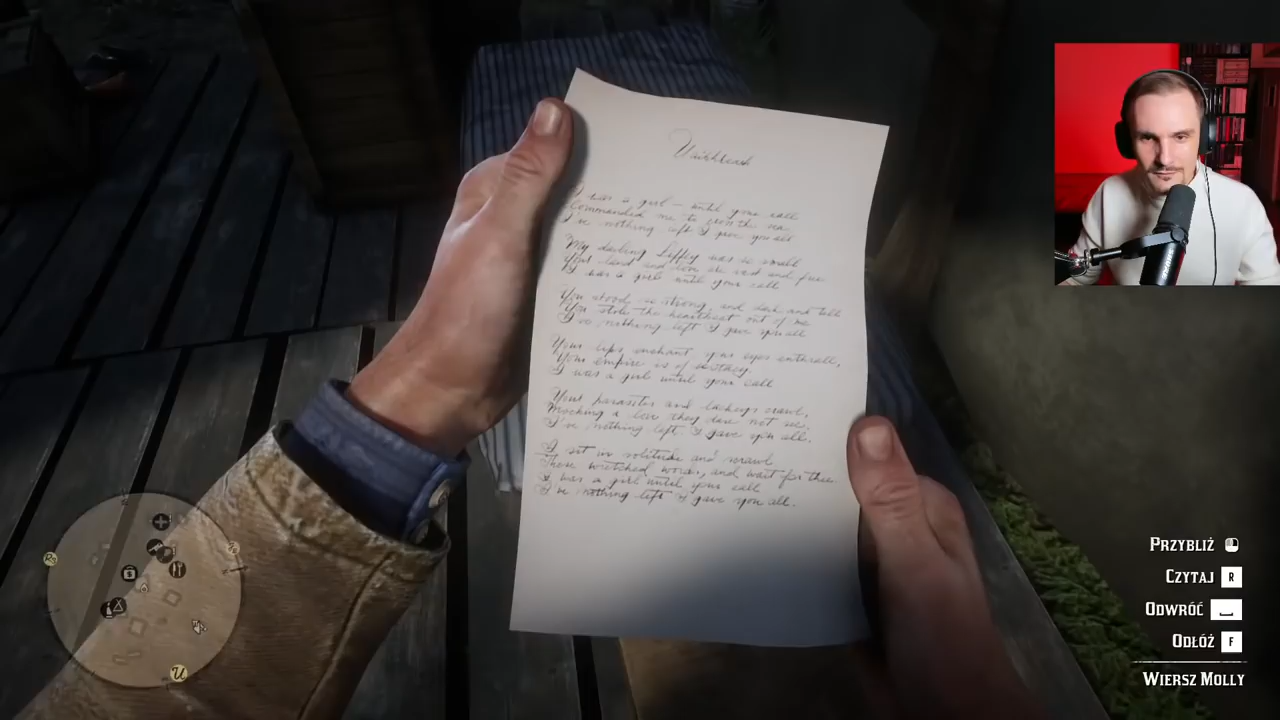 I was a girl — until your call
Commanded me to cross the sea
I've nothing left I gave you all
My darling Liffey was so small
Your land and love are vast and free
I was a girl until your call
You stood so strong, and dark and tall
You stole the heartbeat out of me
I've nothing left I gave you all
Your lips enchant your eyes enthrall,
Your empire is of ecstasy
I was a girl until your call
Your parasites and lackeys crawl,
Mocking a love they dare not see
I've nothing left. I gave you all.
I sit in solitude and scrawl
These wretched words, and wait for thee
I was a girl until your call
I've nothing left I gave you all.
PRZYBLIŻ
CZYTAJ R
ODWRÓĆ
ODŁÓŻ F
WIERSZ MOLLY